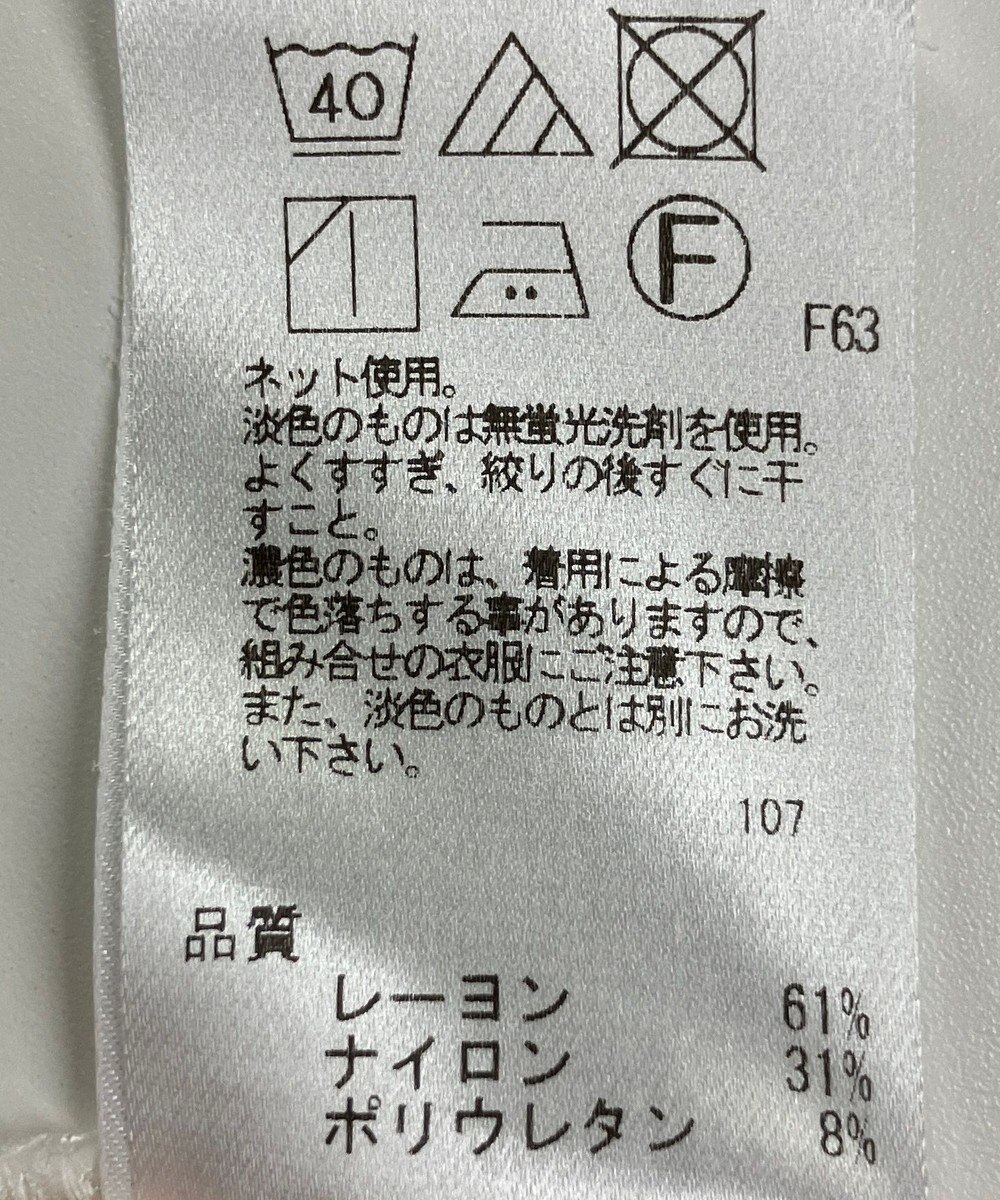 40
F
F63
ネット使用。
淡色のものは無蛍光洗剤を使用。
よくすすぎ、絞りの後すぐに干
すこと。
濃色のものは、着用による摩擦
で色落ちする事がありますので、
組み合せの衣服にご注意下さい。
また、淡色のものとは別にお洗
い下さい。
107
品質
レーヨン 61%
ナイロン 31%
ポリウレタン 8%